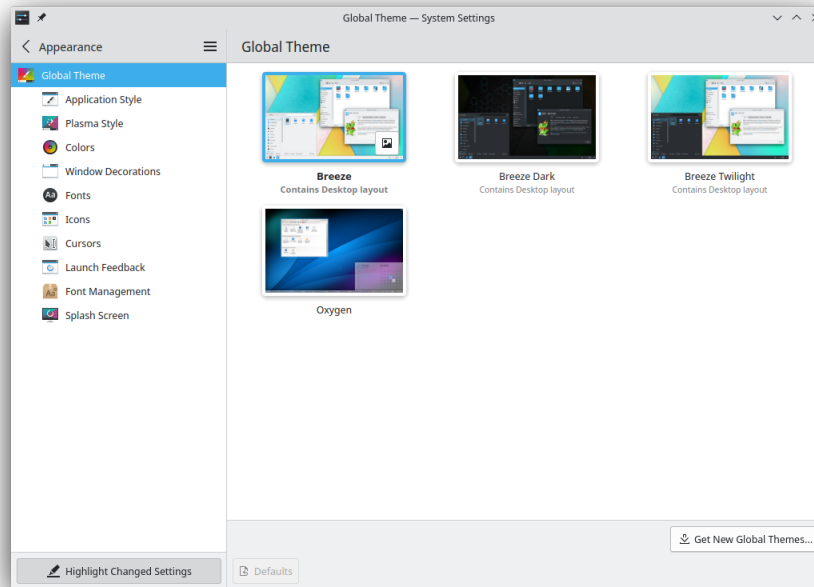 Global Theme — System Settings
Appearance
Global Theme
Global Theme
Application Style
Plasma Style
Colors
Window Decorations
Fonts
Icons
Cursors
Launch Feedback
Font Management
Splash Screen
Breeze
Contains Desktop layout
Breeze Dark
Contains Desktop layout
Breeze Twilight
Contains Desktop layout
Oxygen
Get New Global Themes...
Highlight Changed Settings
Defaults